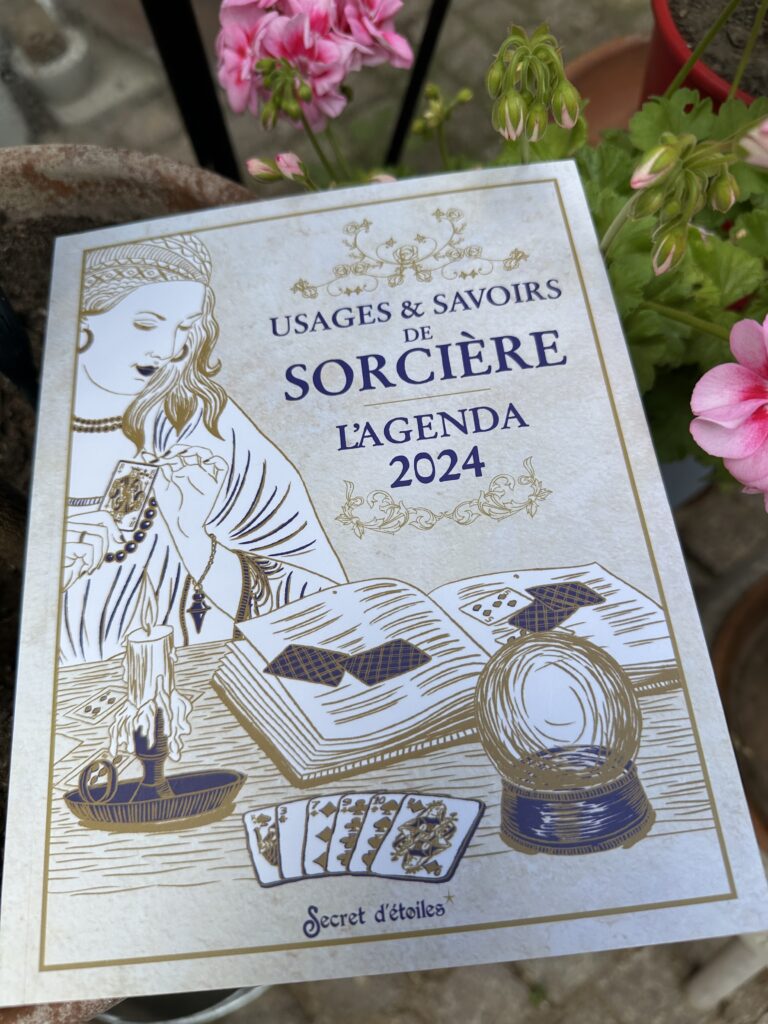 USAGES & SAVOIRS
DE
SORCIÈRE
L'AGENDA
2024
Secret d'étoiles